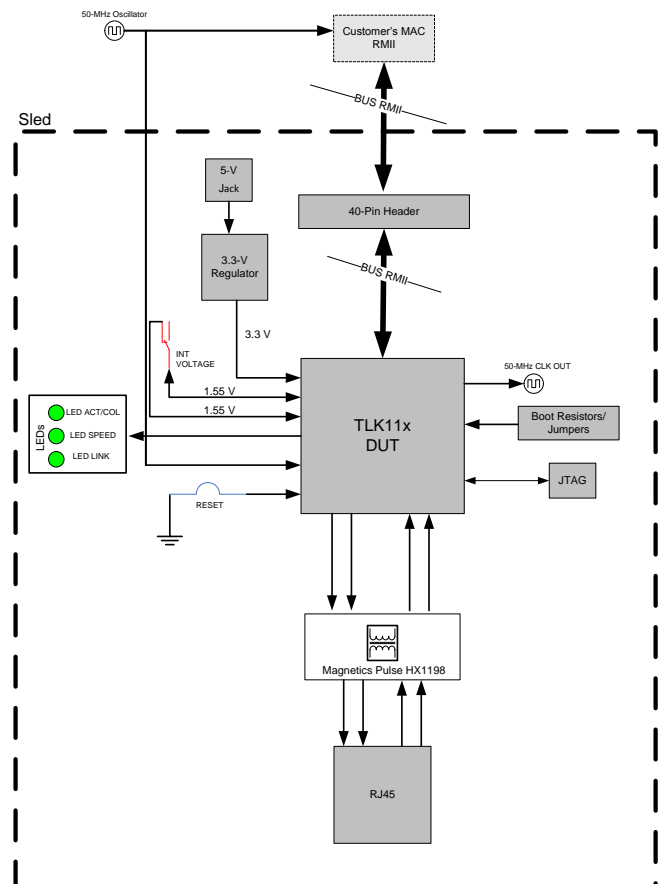 50-MHz Oscillator
Customer's MAC
RMII
BUS RMII
Sled
5-V
Jack
40-Pin Header
3.3-V
Regulator
BUS RMII
3.3 V
INT
VOLTAGE
50-MHz CLK OUT
1.55 V
1.55 V
LEDs
LED ACT/COL
LED SPEED
LED LINK
TLK11x
DUT
Boot Resistors/
Jumpers
JTAG
RESET
Magnetics Pulse HX1198
RJ45